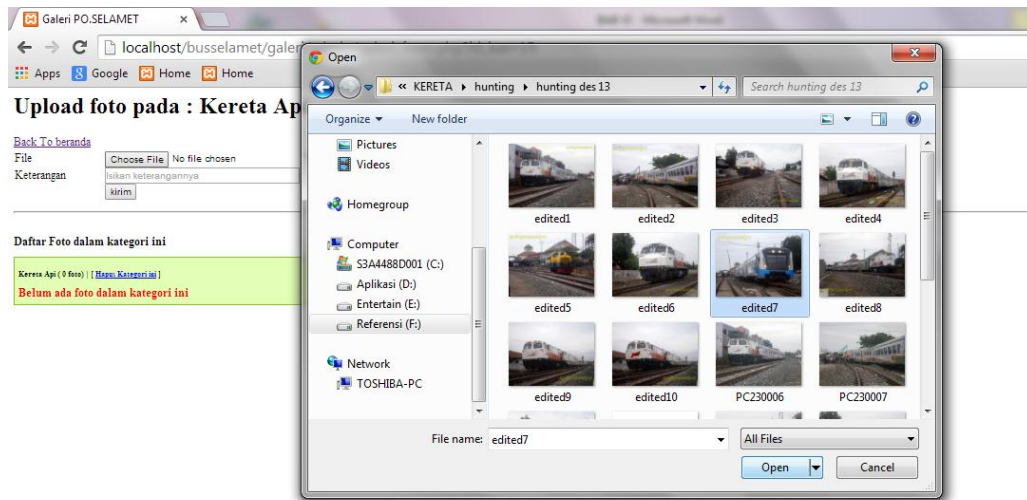 Galeri PO.SELAMET
localhost/busselamet/galeri
Apps Google Home Home
Upload foto pada : Kereta Ap
Back To beranda
File Choose File No file chosen
Keterangan Isikan keterangannya
kirim
Daftar Foto dalam kategori ini
Kereta Api ( 0 foto) | [ Hapus Kategori ini ]
Belum ada foto dalam kategori ini
Open
« KERETA hunting hunting des 13
Search hunting des 13
Organize New folder
Pictures
Videos
Homegroup
Computer
S3A4488D001 (C:)
Aplikasi (D:)
Entertain (E:)
Referensi (F:)
Network
TOSHIBA-PC
edited1 edited2 edited3 edited4
edited5 edited6 edited7 edited8
edited9 edited10 PC230006 PC230007
File name: edited7
All Files
Open Cancel